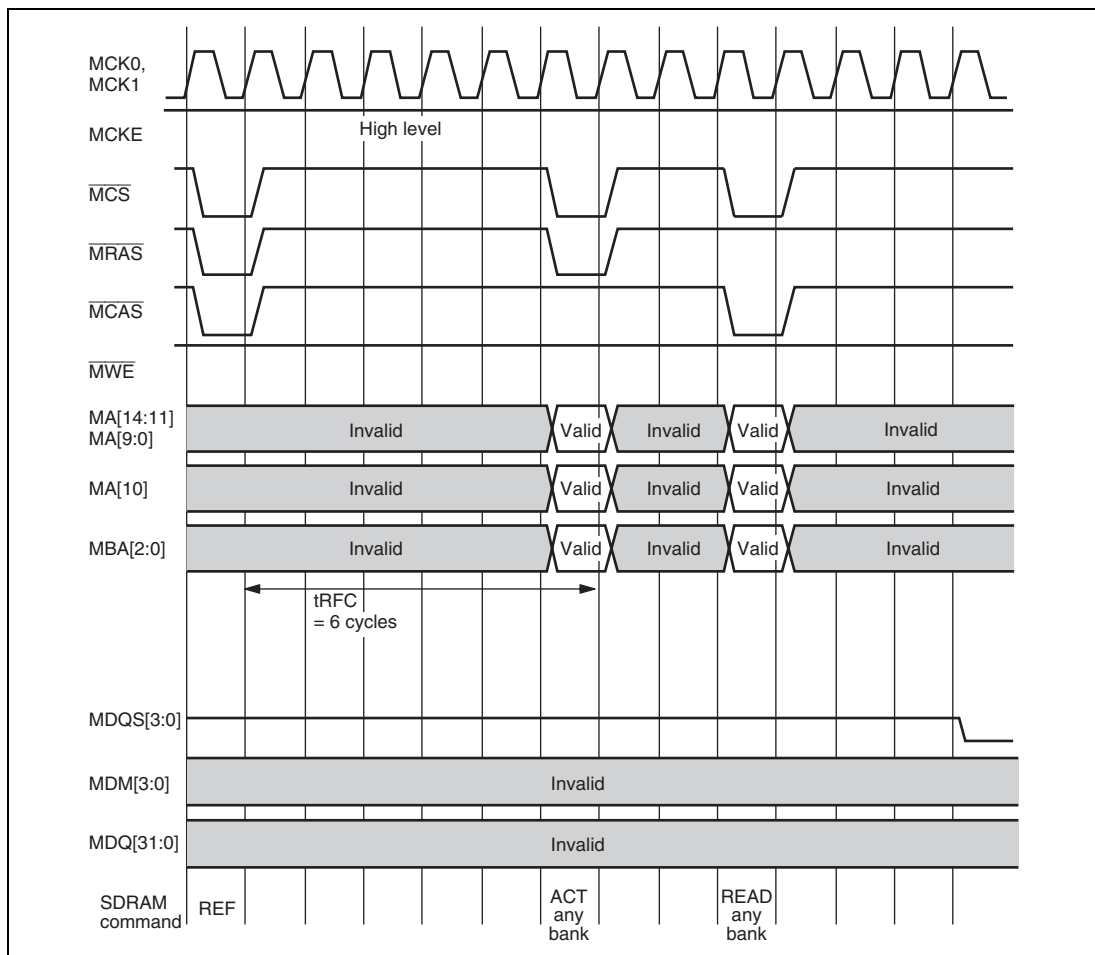 MCK0,
MCK1
MCKE
High level
MCS
MRAS
MCAS
MWE
MA[14:11]
MA[9:0]
Invalid
Valid
Invalid
Valid
Invalid
MA[10]
Invalid
Valid
Invalid
Valid
Invalid
MBA[2:0]
Invalid
Valid
Invalid
Valid
Invalid
tRFC
= 6 cycles
MDQS[3:0]
MDM[3:0]
Invalid
MDQ[31:0]
Invalid
SDRAM
command
REF
ACT
any
bank
READ
any
bank